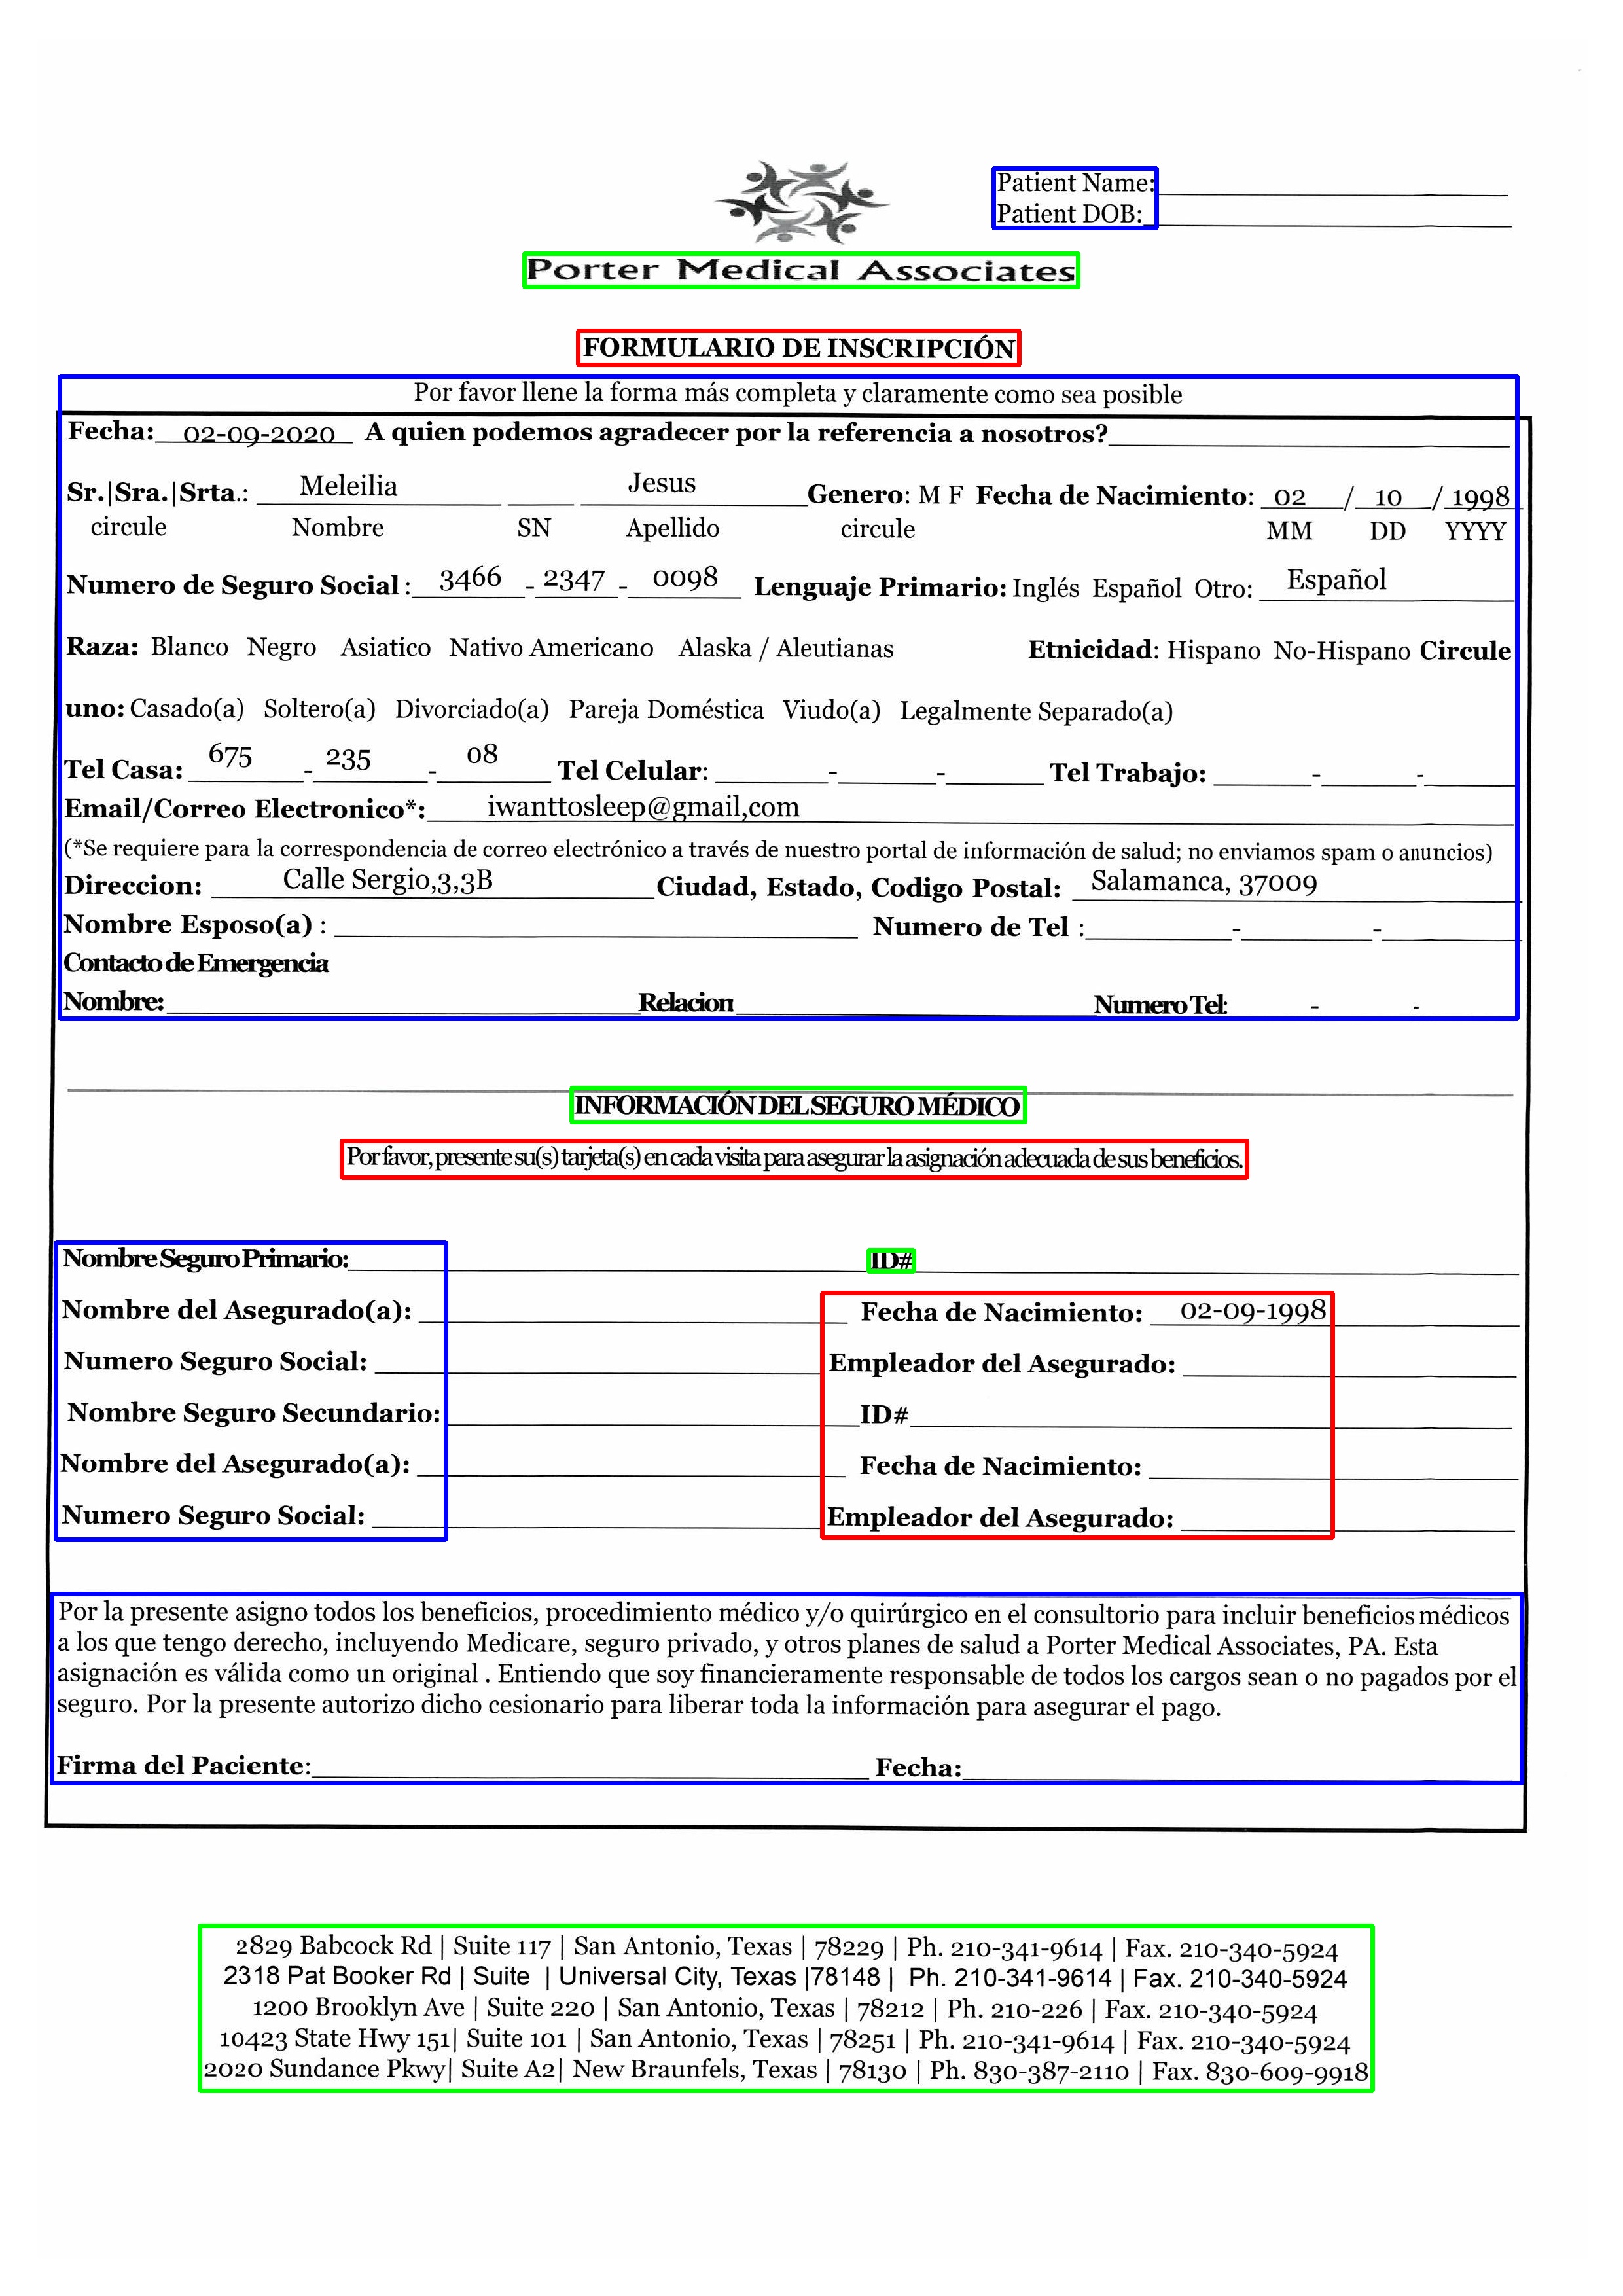 Patient Name:
Patient DOB:
Porter Medical Associates
FORMULARIO DE INSCRIPCIÓN
Por favor llene la forma más completa y claramente como sea posible
Fecha: 02-09-2020 A quien podemos agradecer por la referencia a nosotros?
Sr.|Sra.|Srta.: Meleilia Jesus Genero: M F Fecha de Nacimiento: 02 / 10 / 1998
circule Nombre SN Apellido circule MM DD YYYY
Numero de Seguro Social: 3466 - 2347 - 0098 Lenguaje Primario: Inglés Español Otro: Español
Raza: Blanco Negro Asiatico Nativo Americano Alaska / Aleutianas Etnicidad: Hispano No-Hispano Circule
uno: Casado(a) Soltero(a) Divorciado(a) Pareja Doméstica Viudo(a) Legalmente Separado(a)
Tel Casa: 675 - 235 - 08 Tel Celular: - - Tel Trabajo: - -
Email/Correo Electronico*: iwanttosleep@gmail,com
(*Se requiere para la correspondencia de correo electrónico a través de nuestro portal de información de salud; no enviamos spam o anuncios)
Direccion: Calle Sergio,3,3B Ciudad, Estado, Codigo Postal: Salamanca, 37009
Nombre Esposo(a) : Numero de Tel : - -
Contacto de Emergencia
Nombre: Relacion: Numero Tel: - -
INFORMACIÓN DEL SEGURO MÉDICO
Por favor, presente su(s) tarjeta(s) en cada visita para asegurar la asignación adecuada de sus beneficios.
Nombre Seguro Primario: ID#
Nombre del Asegurado(a): Fecha de Nacimiento: 02-09-1998
Numero Seguro Social: Empleador del Asegurado:
Nombre Seguro Secundario: ID#
Nombre del Asegurado(a): Fecha de Nacimiento:
Numero Seguro Social: Empleador del Asegurado:
Por la presente asigno todos los beneficios, procedimiento médico y/o quirúrgico en el consultorio para incluir beneficios médicos
a los que tengo derecho, incluyendo Medicare, seguro privado, y otros planes de salud a Porter Medical Associates, PA. Esta
asignación es válida como un original . Entiendo que soy financieramente responsable de todos los cargos sean o no pagados por el
seguro. Por la presente autorizo dicho cesionario para liberar toda la información para asegurar el pago.
Firma del Paciente: Fecha:
2829 Babcock Rd | Suite 117 | San Antonio, Texas | 78229 | Ph. 210-341-9614 | Fax. 210-340-5924
2318 Pat Booker Rd | Suite | Universal City, Texas |78148 | Ph. 210-341-9614 | Fax. 210-340-5924
1200 Brooklyn Ave | Suite 220 | San Antonio, Texas | 78212 | Ph. 210-226 | Fax. 210-340-5924
10423 State Hwy 151| Suite 101 | San Antonio, Texas | 78251 | Ph. 210-341-9614 | Fax. 210-340-5924
2020 Sundance Pkwy| Suite A2| New Braunfels, Texas | 78130 | Ph. 830-387-2110 | Fax. 830-609-9918